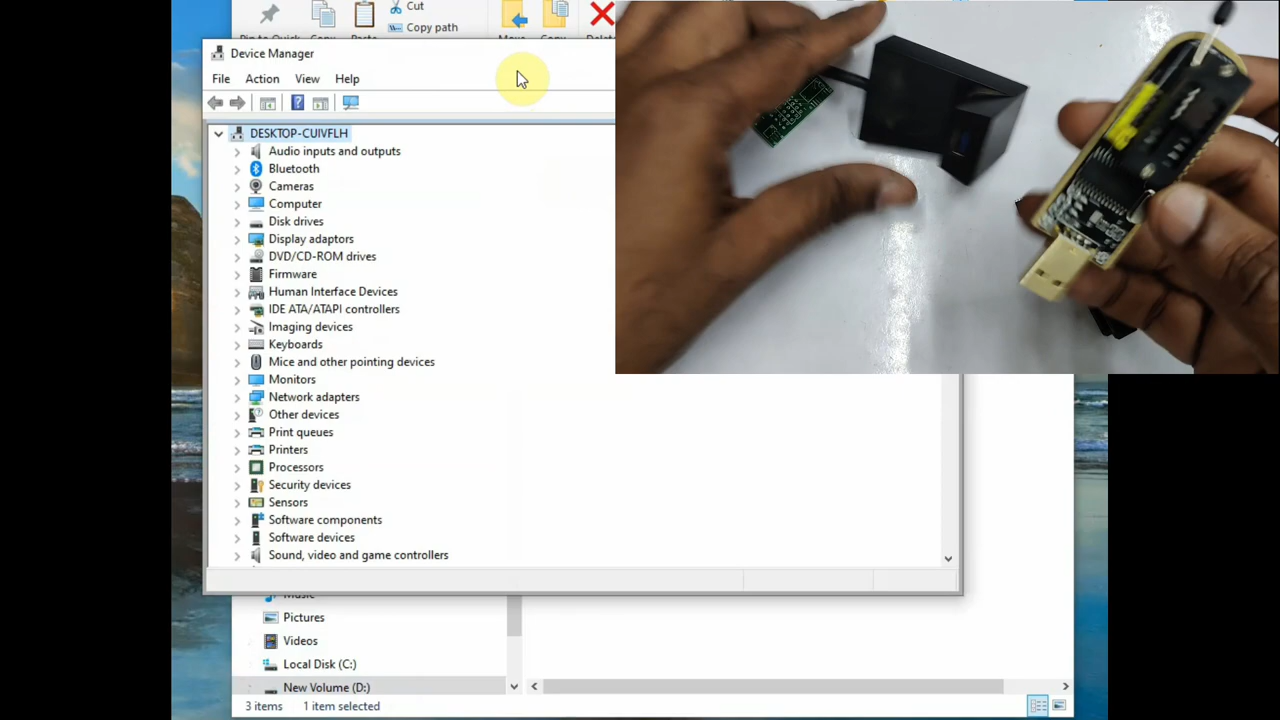 Cut
Copy path
Device Manager
File Action View Help
DESKTOP-CUIVFLH
Audio inputs and outputs
Bluetooth
Cameras
Computer
Disk drives
Display adaptors
DVD/CD-ROM drives
Firmware
Human Interface Devices
IDE ATA/ATAPI controllers
Imaging devices
Keyboards
Mice and other pointing devices
Monitors
Network adapters
Other devices
Print queues
Printers
Processors
Security devices
Sensors
Software components
Software devices
Sound, video and game controllers
Pictures
Videos
Local Disk (C:)
New Volume (D:)
3 items 1 item selected